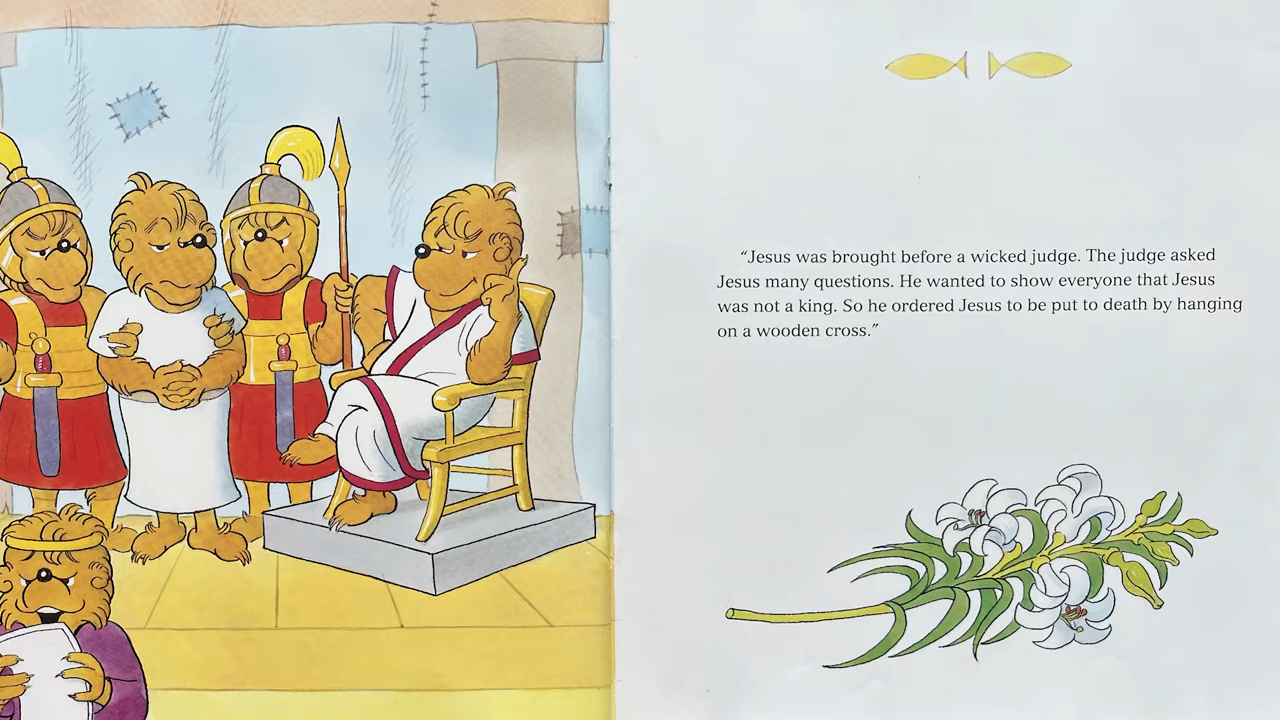 “Jesus was brought before a wicked judge. The judge asked
Jesus many questions. He wanted to show everyone that Jesus
was not a king. So he ordered Jesus to be put to death by hanging
on a wooden cross.”